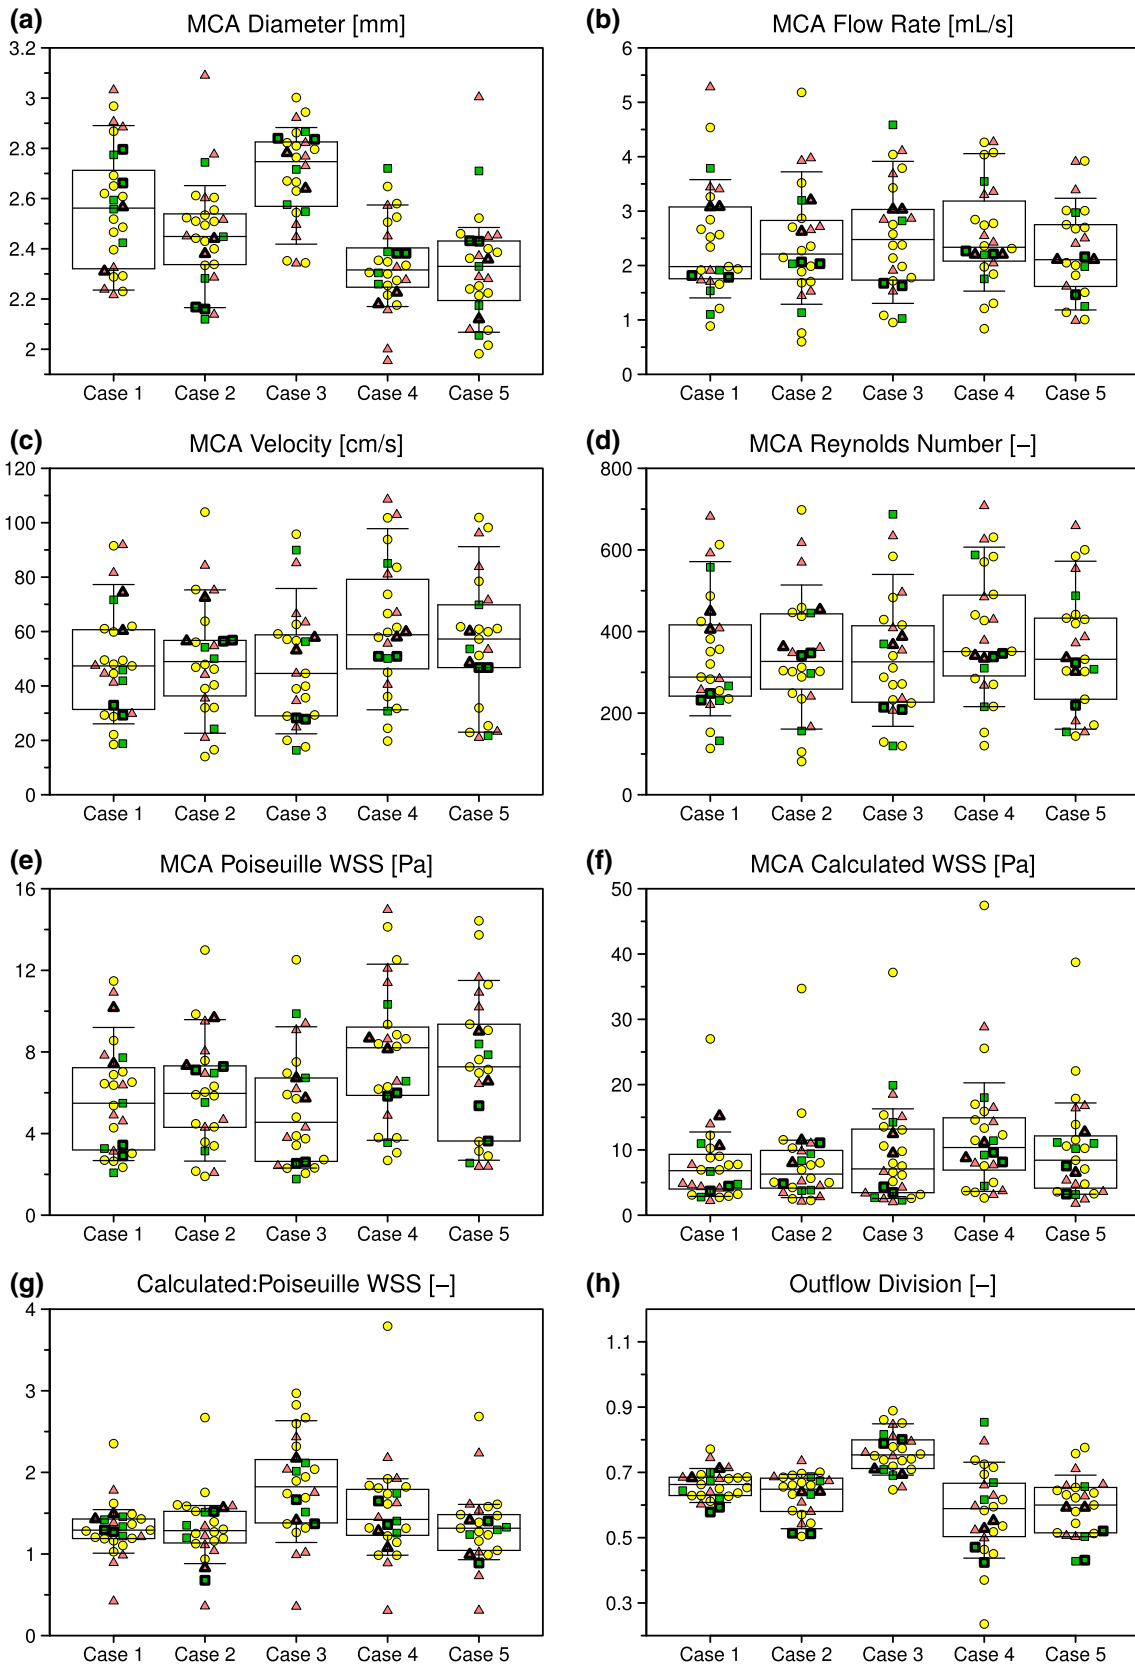 (a) MCA Diameter [mm]
3.2
3
2.8
2.6
2.4
2.2
2
Case 1 Case 2 Case 3 Case 4 Case 5
(b) MCA Flow Rate [mL/s]
6
5
4
3
2
1
0
Case 1 Case 2 Case 3 Case 4 Case 5
(c) MCA Velocity [cm/s]
120
100
80
60
40
20
0
Case 1 Case 2 Case 3 Case 4 Case 5
(d) MCA Reynolds Number [–]
800
600
400
200
0
Case 1 Case 2 Case 3 Case 4 Case 5
(e) MCA Poiseuille WSS [Pa]
16
12
8
4
0
Case 1 Case 2 Case 3 Case 4 Case 5
(f) MCA Calculated WSS [Pa]
50
40
30
20
10
0
Case 1 Case 2 Case 3 Case 4 Case 5
(g) Calculated:Poiseuille WSS [–]
4
3
2
1
0
Case 1 Case 2 Case 3 Case 4 Case 5
(h) Outflow Division [–]
1.1
0.9
0.7
0.5
0.3
Case 1 Case 2 Case 3 Case 4 Case 5